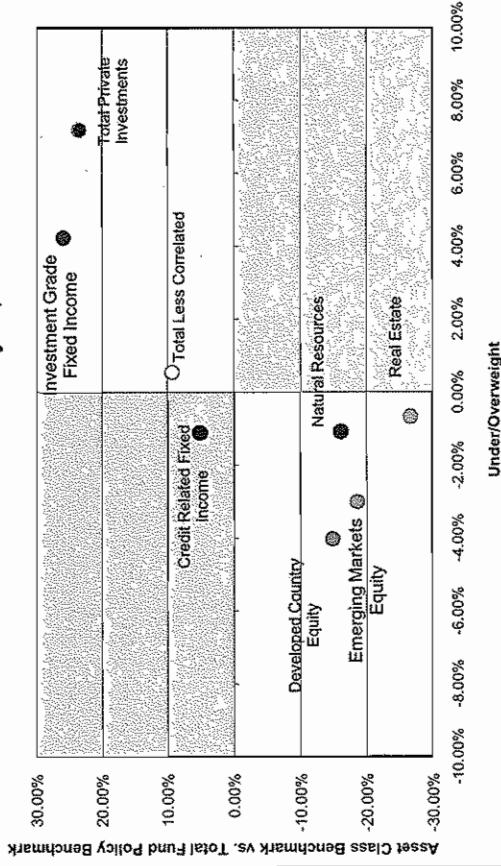 Asset Class Benchmark vs. Total Fund Policy Benchmark
30.00%
20.00%
10.00%
0.00%
-10.00%
-20.00%
-30.00%
Investment Grade
Fixed Income
Total Private
Investments
Total Less Correlated
Credit Related Fixed
Income
Natural Resources
Developed Country
Equity
Emerging Markets
Equity
Real Estate
-10.00%
-8.00%
-6.00%
-4.00%
-2.00%
0.00%
2.00%
4.00%
6.00%
8.00%
10.00%
Under/Overweight